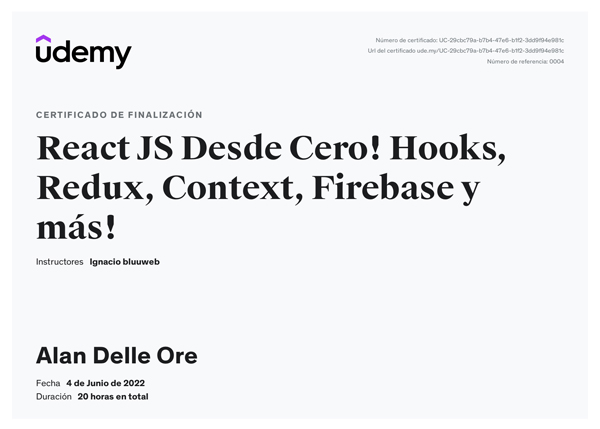 udemy
Número de certificado: UC-29cbc79a-b7b4-47e6-b1f2-3dd9f94e981c
Url del certificado ude.my/UC-29cbc79a-b7b4-47e6-b1f2-3dd9f94e981c
Número de referencia: 0004
CERTIFICADO DE FINALIZACIÓN
React JS Desde Cero! Hooks,
Redux, Context, Firebase y
más!
Instructores Ignacio bluuweb
Alan Delle Ore
Fecha 4 de Junio de 2022
Duración 20 horas en total